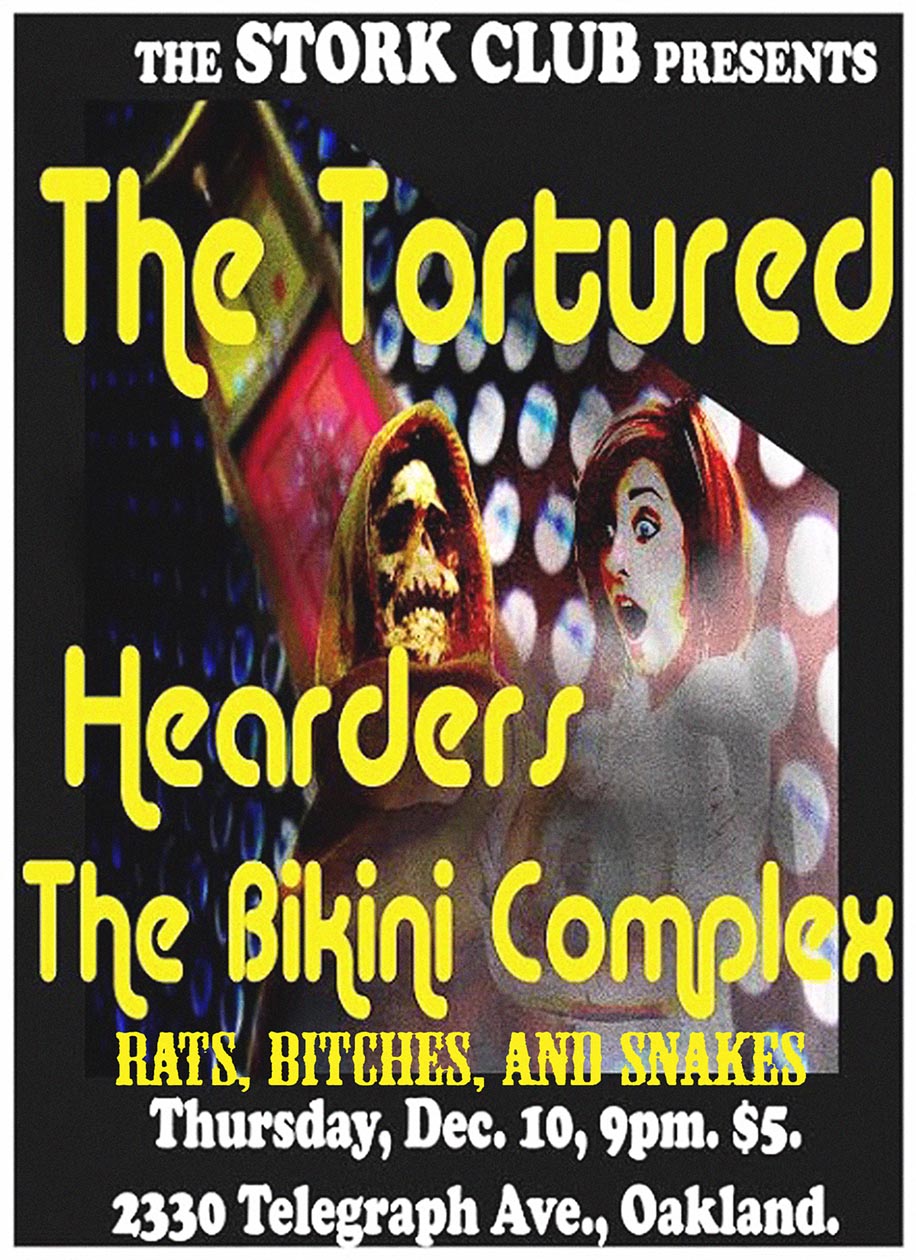 THE STORK CLUB PRESENTS
The Tortured
Hearders
The Bikini Complex
RATS, BITCHES, AND SNAKES
Thursday, Dec. 10, 9pm. $5.
2330 Telegraph Ave., Oakland.